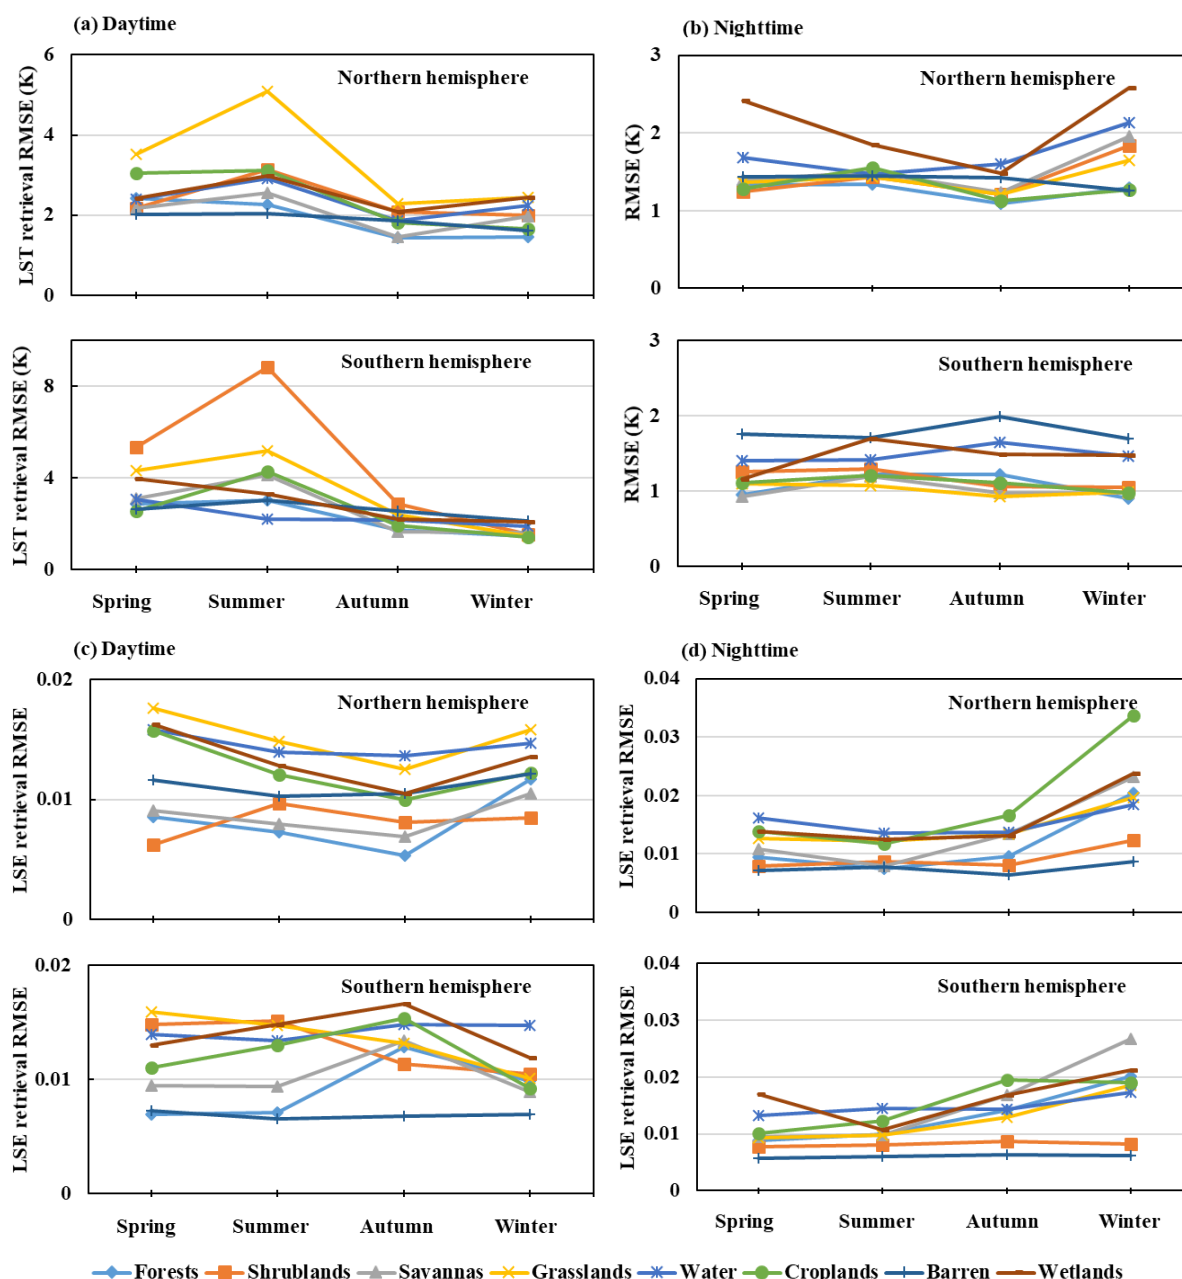 (a) Daytime
(b) Nighttime
LST retrieval RMSE (K)
6
4
2
0
Northern hemisphere
RMSE (K)
3
2
1
0
Northern hemisphere
LST retrieval RMSE (K)
8
4
0
Southern hemisphere
Spring Summer Autumn Winter
RMSE (K)
3
2
1
0
Southern hemisphere
Spring Summer Autumn Winter
(c) Daytime
(d) Nighttime
LSE retrieval RMSE
0.02
0.01
0
Northern hemisphere
LSE retrieval RMSE
0.04
0.03
0.02
0.01
0
Northern hemisphere
LSE retrieval RMSE
0.02
0.01
0
Southern hemisphere
Spring Summer Autumn Winter
LSE retrieval RMSE
0.04
0.03
0.02
0.01
0
Southern hemisphere
Spring Summer Autumn Winter
Forests Shrublands Savannas Grasslands Water Croplands Barren Wetlands